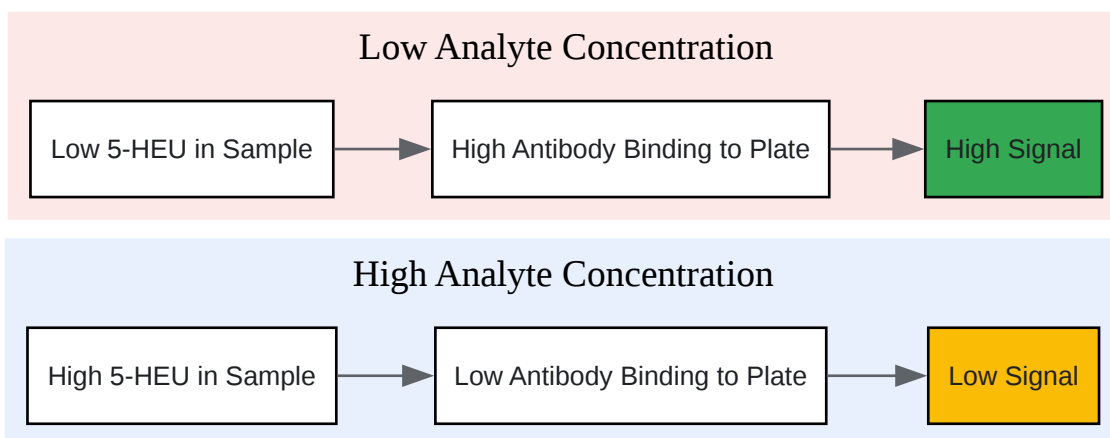 Low Analyte Concentration
Low 5-HEU in Sample
High Antibody Binding to Plate
High Signal
High Analyte Concentration
High 5-HEU in Sample
Low Antibody Binding to Plate
Low Signal